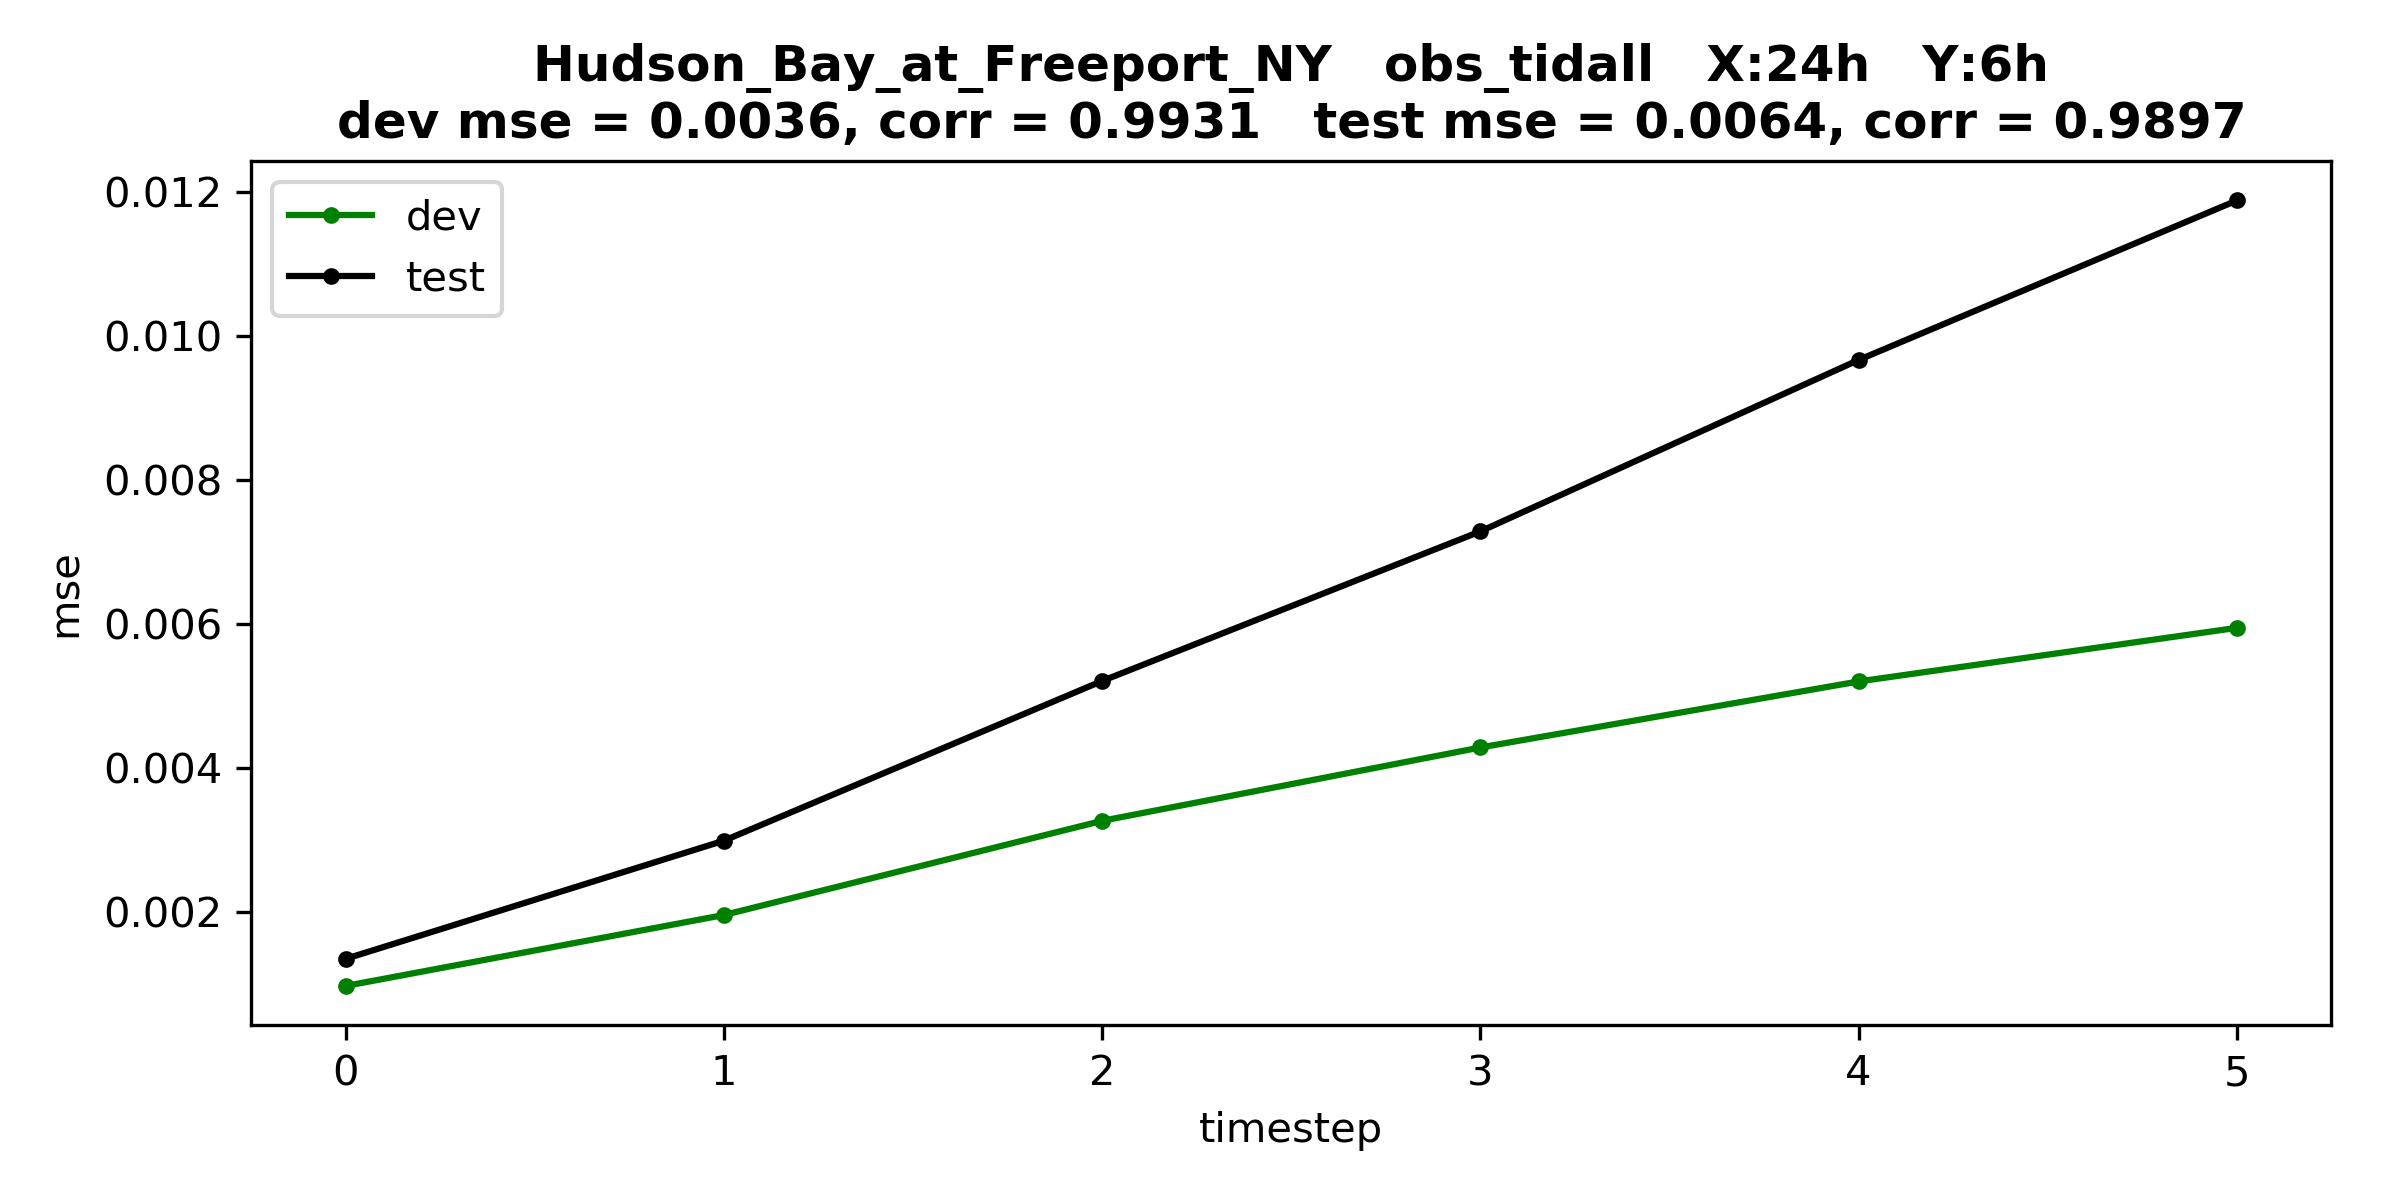 Hudson_Bay_at_Freeport_NY obs_tidall X:24h Y:6h
dev mse = 0.0036, corr = 0.9931 test mse = 0.0064, corr = 0.9897
dev
test
0.012
0.010
0.008
0.006
0.004
0.002
mse
0 1 2 3 4 5
timestep